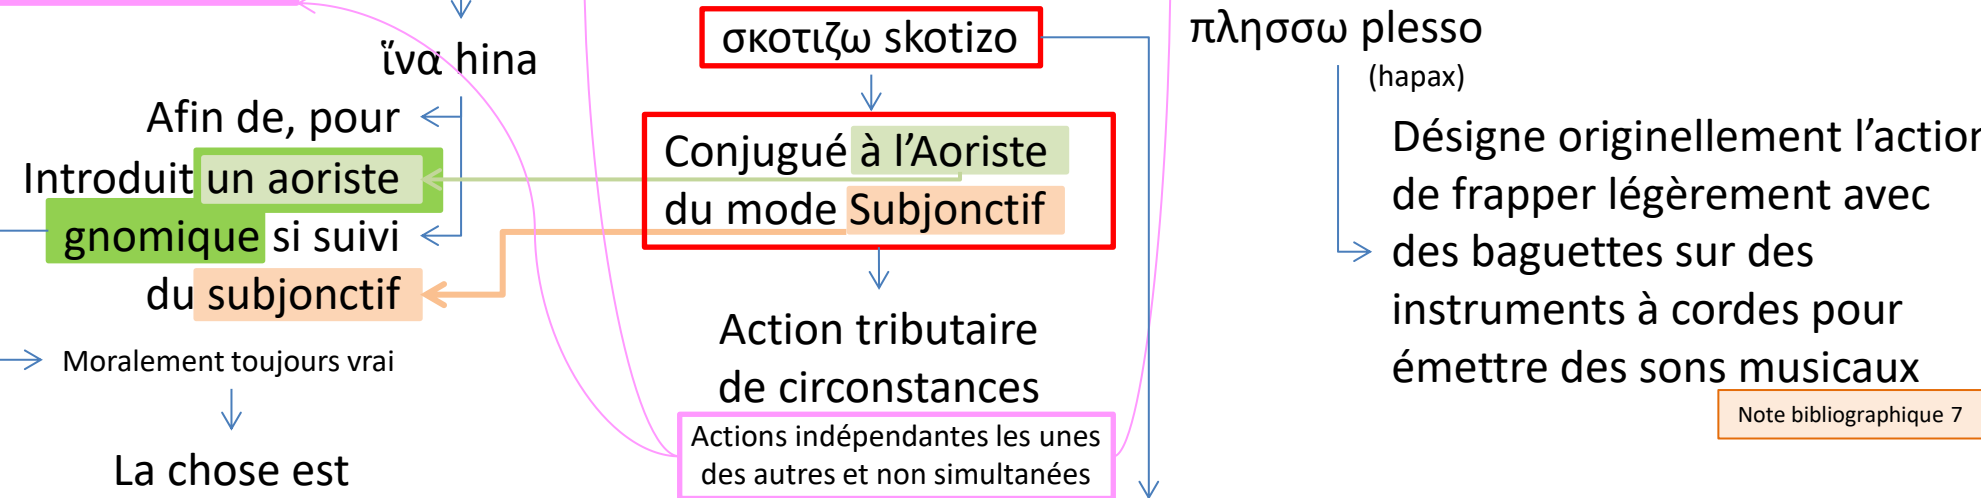 ἵνα hina
Afin de, pour
Introduit un aoriste
gnomique si suivi
du subjonctif
Moralement toujours vrai
La chose est
σκοτιζω skotizo
Conjugué à l’Aoriste
du mode Subjonctif
Action tributaire
de circonstances
Actions indépendantes les unes
des autres et non simultanées
πλησσω plesso
(hapax)
Désigne originellement l’action
de frapper légèrement avec
des baguettes sur des
instruments à cordes pour
émettre des sons musicaux
Note bibliographique 7